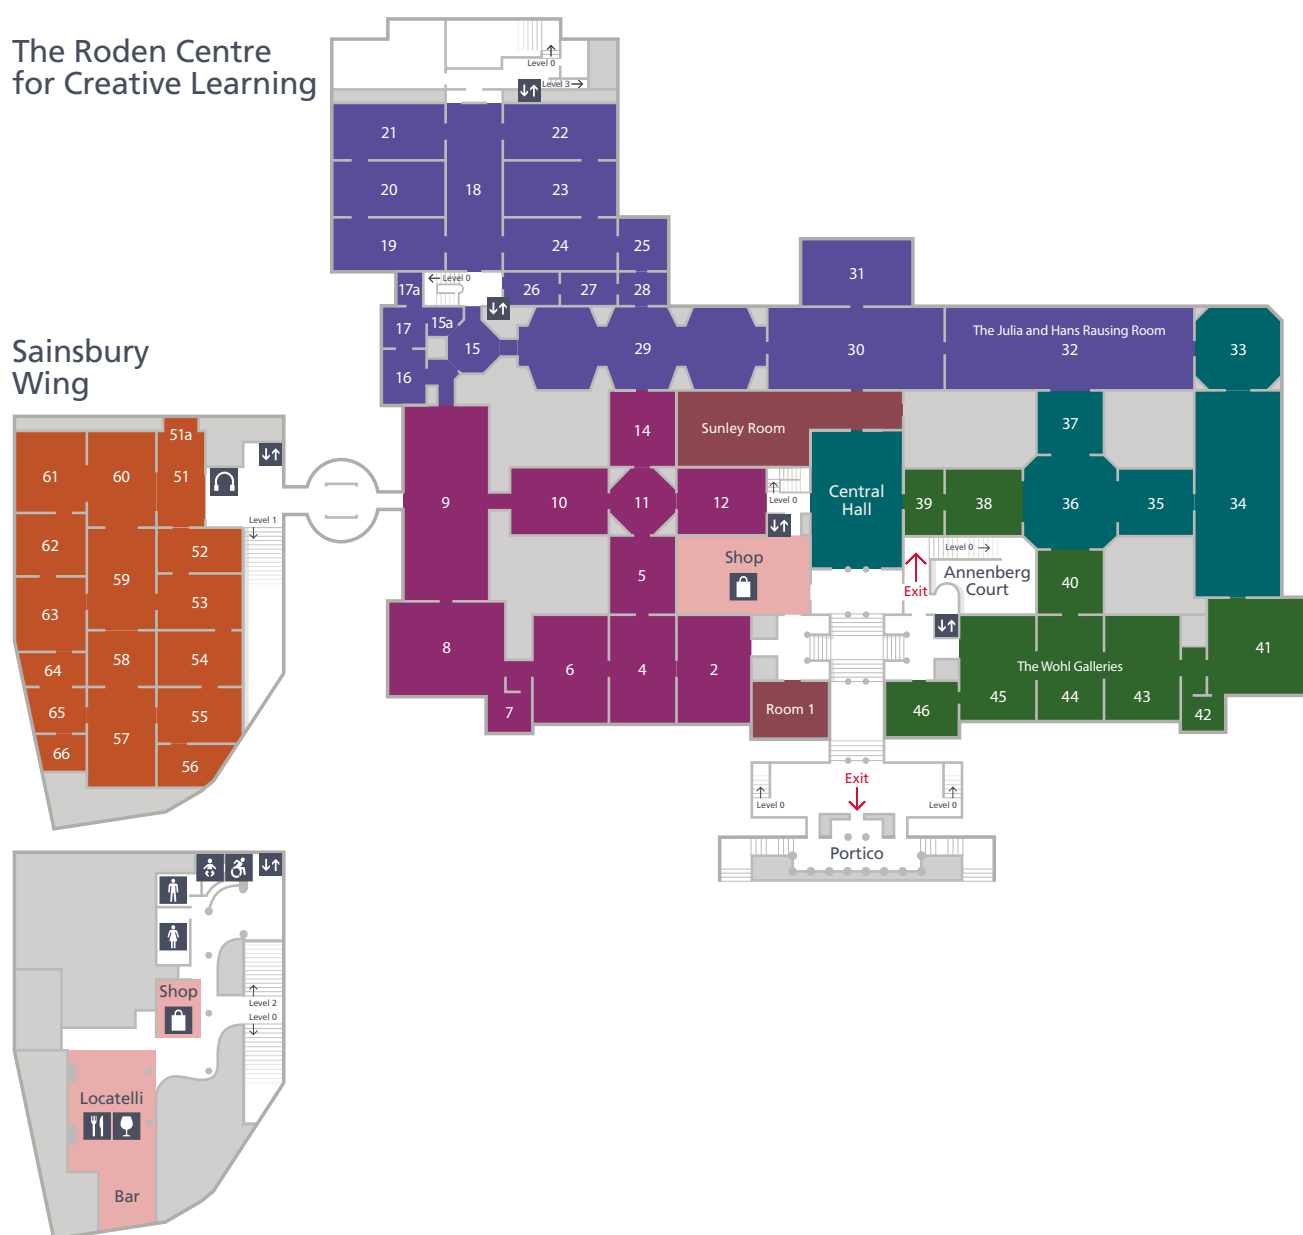 The Roden Centre
for Creative Learning
Level 0
Level 3
21
22
20
18
23
19
24
25
17a
Level 0
26
27
28
31
17
15a
15
16
29
30
The Julia and Hans Rausing Room
32
33
Sainsbury
Wing
51a
61
60
51
62
52
59
63
53
64
58
54
65
57
55
66
56
Level 1
9
14
Sunley Room
10
11
12
Level 0
Central
Hall
37
39
38
36
35
34
5
Shop
Exit
Level 0
Annenberg
Court
40
8
6
4
2
7
Room 1
46
The Wohl Galleries
45
44
43
42
41
Exit
Level 0
Level 0
Portico
Shop
Level 2
Level 0
Locatelli
Bar